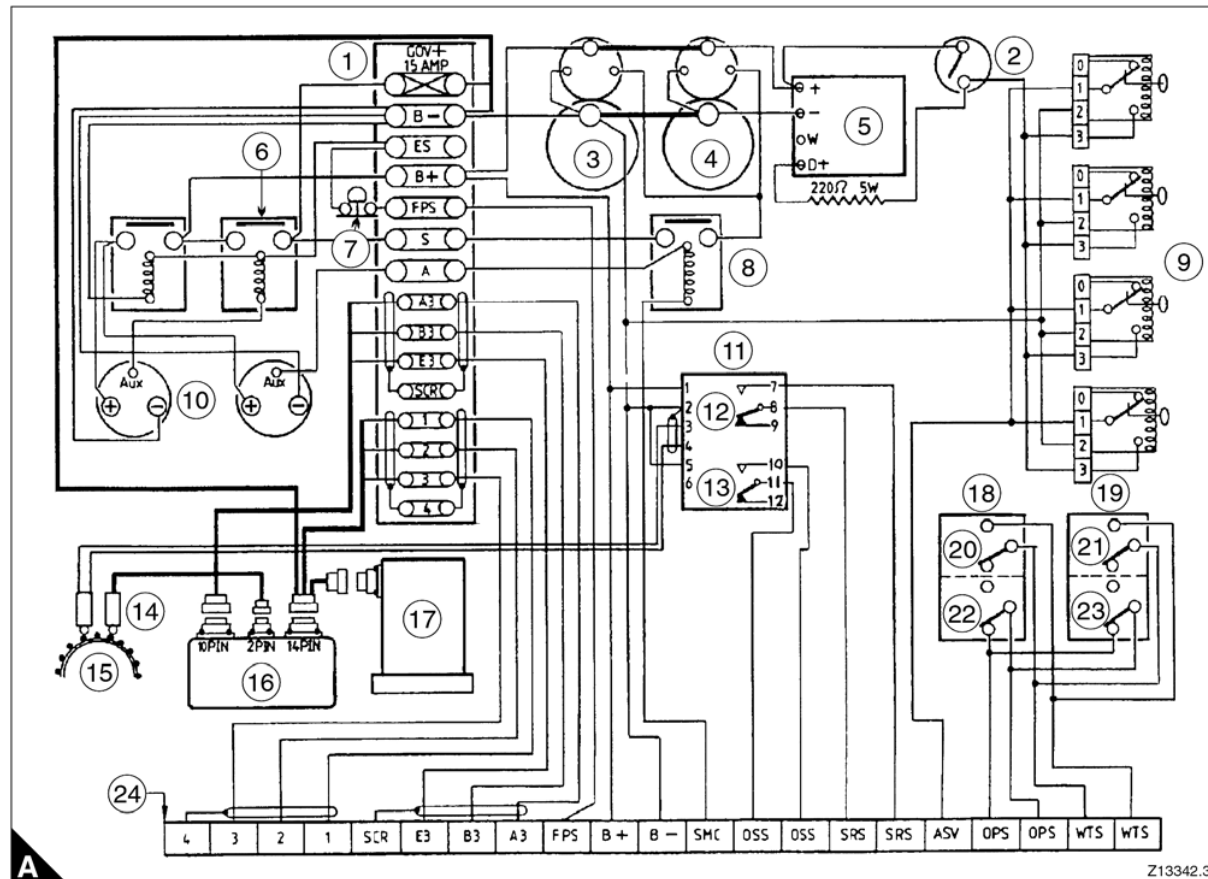 1
GOV+
15 AMP
B-
ES
B+
FPS
S
A
A3
B3
E3
SCR
1
2
3
4
2
3
4
+
-
W
D+
5
220Ω 5W
6
7
8
0
1
2
3
0
1
2
3
0
1
2
3
0
1
2
3
9
Aux
+ -
10
Aux
+ -
11
1
2
3
4
5
6
7
8
9
10
11
12
12
13
14
15
10PIN 2PIN 14PIN
16
17
18 19
20 21
22 23
24
4 3 2 1 SCR E3 B3 A3 FPS B+ B- SMC OSS OSS SRS SRS ASV OPS OPS WTS WTS
A
Z13342.3